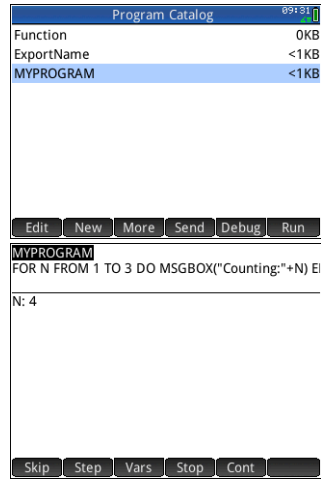 Program Catalog 09:31
Function 0KB
ExportName <1KB
MYPROGRAM <1KB
Edit New More Send Debug Run
MYPROGRAM
FOR N FROM 1 TO 3 DO MSGBOX("Counting:"+N) E
N: 4
Skip Step Vars Stop Cont